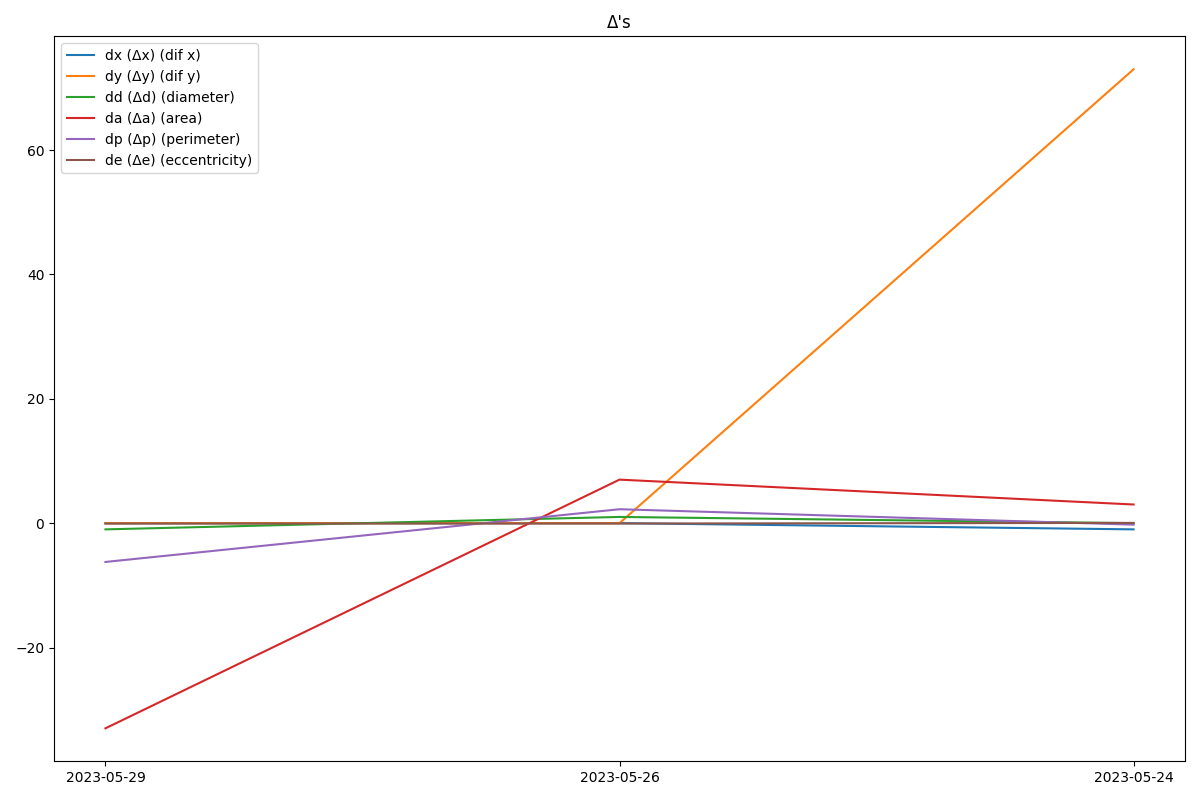 Δ's
dx (Δx) (dif x)
dy (Δy) (dif y)
dd (Δd) (diameter)
da (Δa) (area)
dp (Δp) (perimeter)
de (Δe) (eccentricity)
60
40
20
0
−20
2023-05-29
2023-05-26
2023-05-24